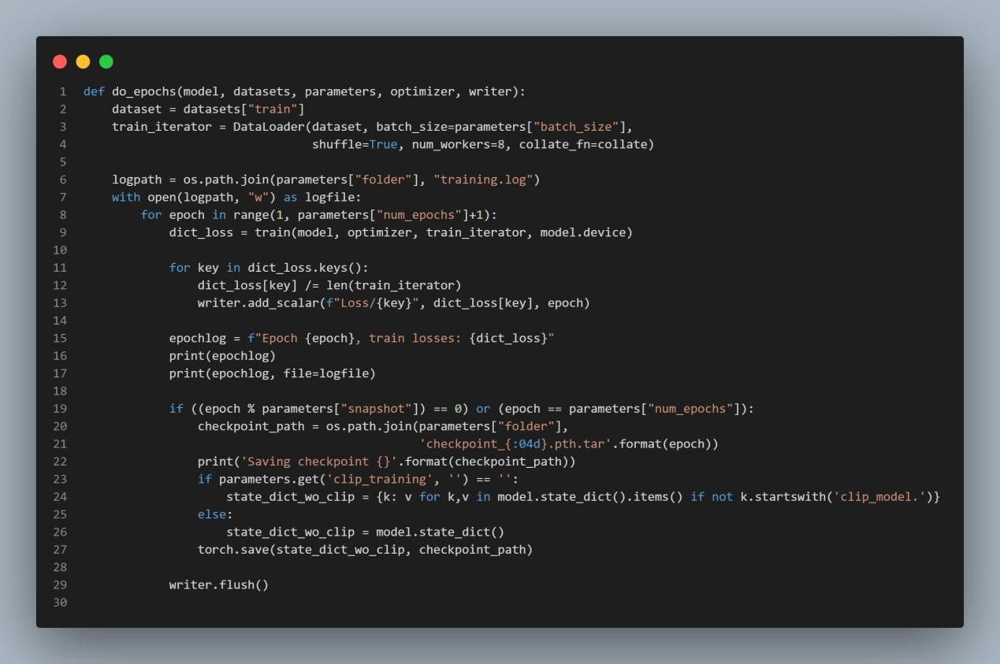 1 def do_epochs(model, datasets, parameters, optimizer, writer):
2     dataset = datasets["train"]
3     train_iterator = DataLoader(dataset, batch_size=parameters["batch_size"],
4                                 shuffle=True, num_workers=8, collate_fn=collate)
5
6     logpath = os.path.join(parameters["folder"], "training.log")
7     with open(logpath, "w") as logfile:
8         for epoch in range(1, parameters["num_epochs"]+1):
9             dict_loss = train(model, optimizer, train_iterator, model.device)
10
11             for key in dict_loss.keys():
12                 dict_loss[key] /= len(train_iterator)
13                 writer.add_scalar(f"Loss/{key}", dict_loss[key], epoch)
14
15             epochlog = f"Epoch {epoch}, train losses: {dict_loss}"
16             print(epochlog)
17             print(epochlog, file=logfile)
18
19             if ((epoch % parameters["snapshot"]) == 0) or (epoch == parameters["num_epochs"]):
20                 checkpoint_path = os.path.join(parameters["folder"],
21                                                'checkpoint_{:04d}.pth.tar'.format(epoch))
22                 print('Saving checkpoint {}'.format(checkpoint_path))
23                 if parameters.get('clip_training', '') == '':
24                     state_dict_wo_clip = {k: v for k,v in model.state_dict().items() if not k.startswith('clip_model.')}
25                 else:
26                     state_dict_wo_clip = model.state_dict()
27                 torch.save(state_dict_wo_clip, checkpoint_path)
28
29             writer.flush()
30